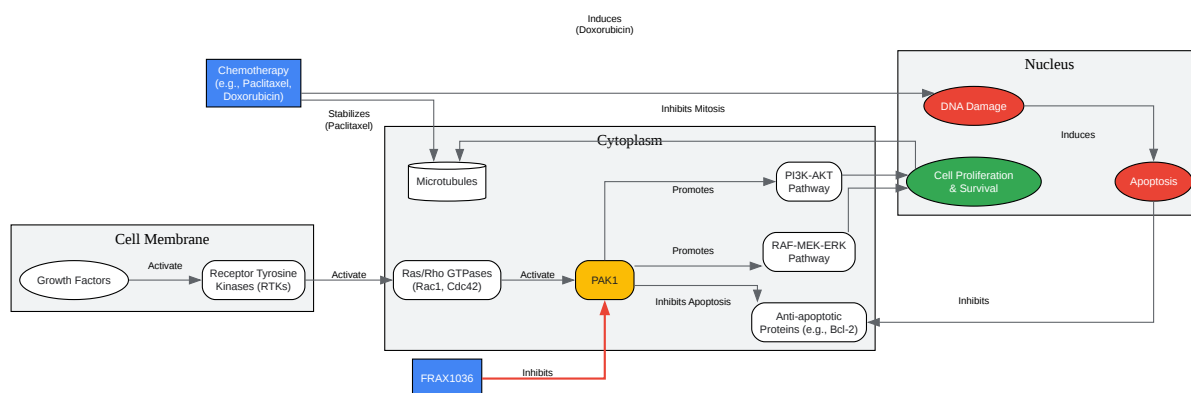 Induces
(Doxorubicin)
Nucleus
Chemotherapy
(e.g., Paclitaxel,
Doxorubicin)
DNA Damage
Stabilizes
(Paclitaxel)
Inhibits Mitosis
Induces
Cytoplasm
Microtubules
Promotes
PI3K-AKT
Pathway
Cell Proliferation
& Survival
Apoptosis
Cell Membrane
Growth Factors
Activate
Receptor Tyrosine
Kinases (RTKs)
Activate
Ras/Rho GTPases
(Rac1, Cdc42)
Activate
PAK1
Promotes
RAF-MEK-ERK
Pathway
Inhibits Apoptosis
Anti-apoptotic
Proteins (e.g., Bcl-2)
Inhibits
FRAX1036
Inhibits